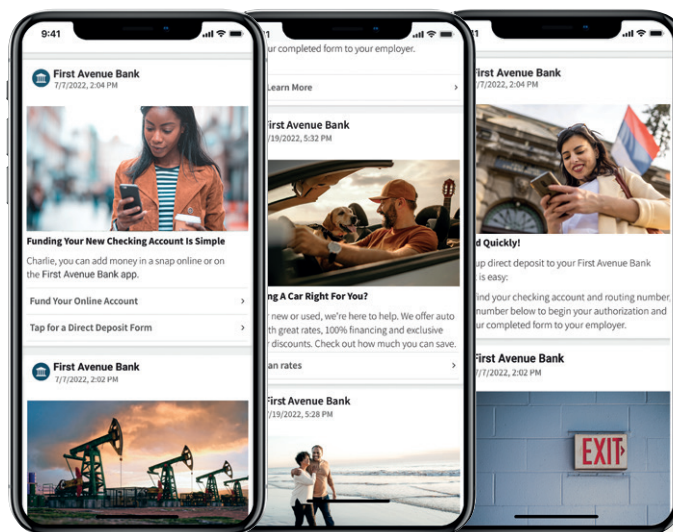 9:41
First Avenue Bank
7/7/2022, 2:04 PM
Funding Your New Checking Account Is Simple
Charlie, you can add money in a snap online or on
the First Avenue Bank app.
Fund Your Online Account
Tap for a Direct Deposit Form
First Avenue Bank
7/7/2022, 2:02 PM
completed form to your employer.
Learn More
First Avenue Bank
/19/2022, 5:32 PM
A Car Right For You?
new or used, we're here to help. We offer auto
great rates, 100% financing and exclusive
discounts. Check out how much you can save.
rates
First Avenue Bank
7/19/2022, 5:28 PM
First Avenue Bank
7/7/2022, 2:04 PM
Quickly!
up direct deposit to your First Avenue Bank
is easy:
find your checking account and routing number,
number below to begin your authorization and
completed form to your employer.
First Avenue Bank
7/7/2022, 2:02 PM
EXIT